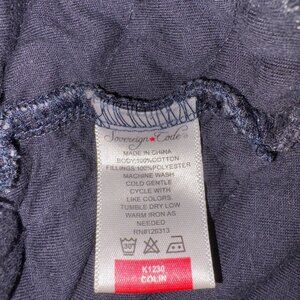 Sovereign Code
MADE IN CHINA
BODY:100%COTTON
FILLINGS:100%POLYESTER
MACHINE WASH
COLD GENTLE
CYCLE WITH
LIKE COLORS
TUMBLE DRY LOW
WARM IRON AS
NEEDED
RN#126313
30
K1230
COLIN